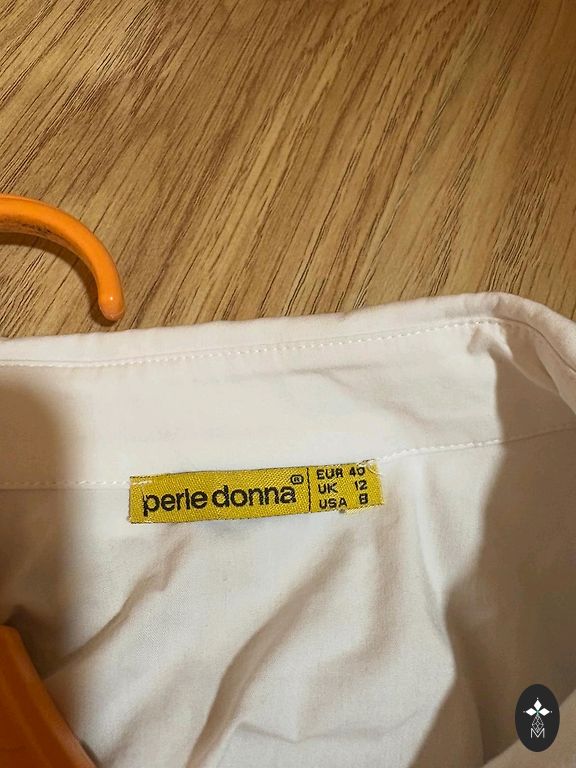 perle donna®
EUR 40
UK 12
USA 8